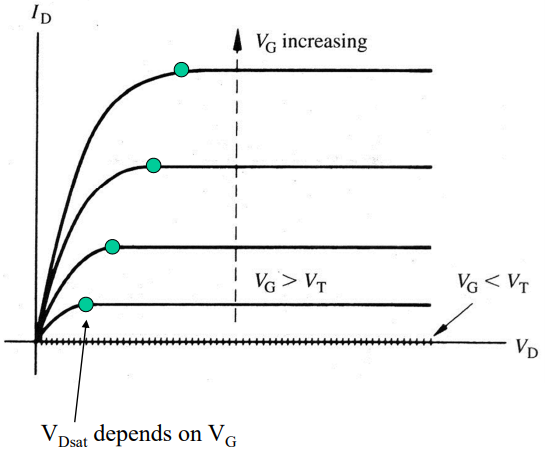 I_D
V_G increasing
V_G > V_T
V_G < V_T
V_D
V_Dsat depends on V_G